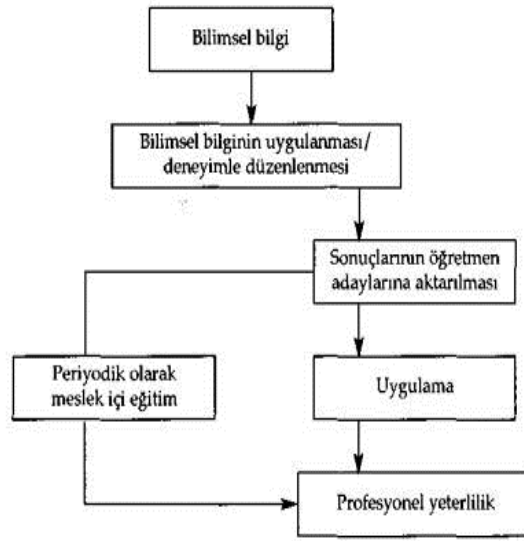 Bilimsel bilgi
Bilimsel bilginin uygulanması/
deneyimle düzenlenmesi
Sonuçlarının öğretmen
adaylarına aktarılması
Periyodik olarak
meslek içi eğitim
Uygulama
Profesyonel yeterlilik